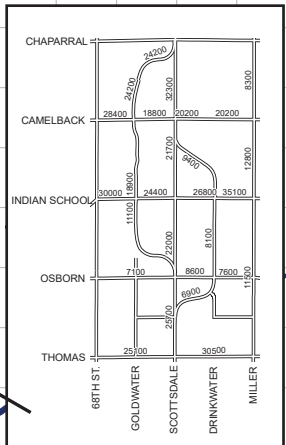 CHAPARRAL
24200
24200
32300
8300
CAMELBACK
28400 18800 20200 20200
21700
9400
12800
18900
INDIAN SCHOOL
30000 24400 26800 35100
11100
22000
8100
OSBORN
7100 8600 7600
11500
6900
25700
THOMAS
25100 30500
68TH ST.
GOLDWATER
SCOTTSDALE
DRINKWATER
MILLER